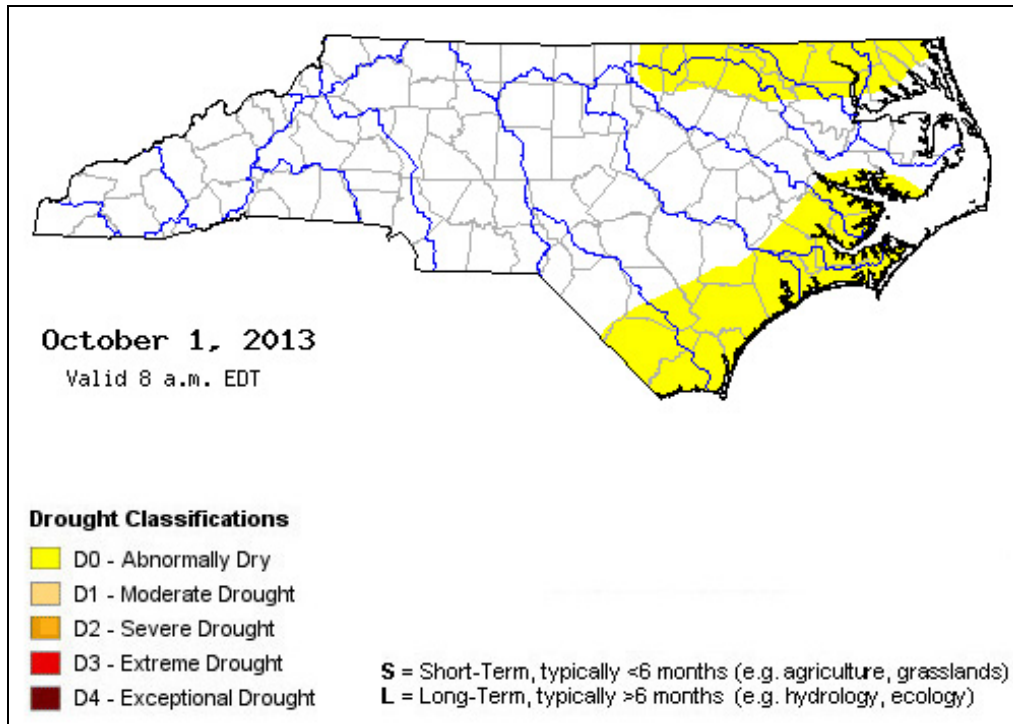 October 1, 2013
Valid 8 a.m. EDT
Drought Classifications
D0 - Abnormally Dry
D1 - Moderate Drought
D2 - Severe Drought
D3 - Extreme Drought
D4 - Exceptional Drought
S = Short-Term, typically <6 months (e.g. agriculture, grasslands)
L = Long-Term, typically >6 months (e.g. hydrology, ecology)